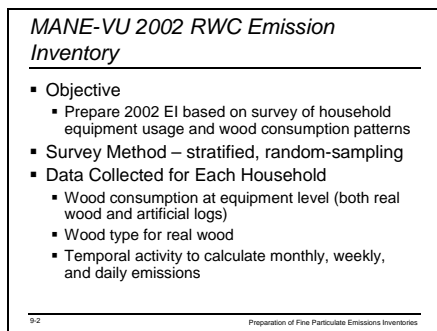 MANE-VU 2002 RWC Emission
Inventory
▪ Objective
▪ Prepare 2002 EI based on survey of household
equipment usage and wood consumption patterns
▪ Survey Method – stratified, random-sampling
▪ Data Collected for Each Household
▪ Wood consumption at equipment level (both real
wood and artificial logs)
▪ Wood type for real wood
▪ Temporal activity to calculate monthly, weekly,
and daily emissions
9-2 Preparation of Fine Particulate Emissions Inventories